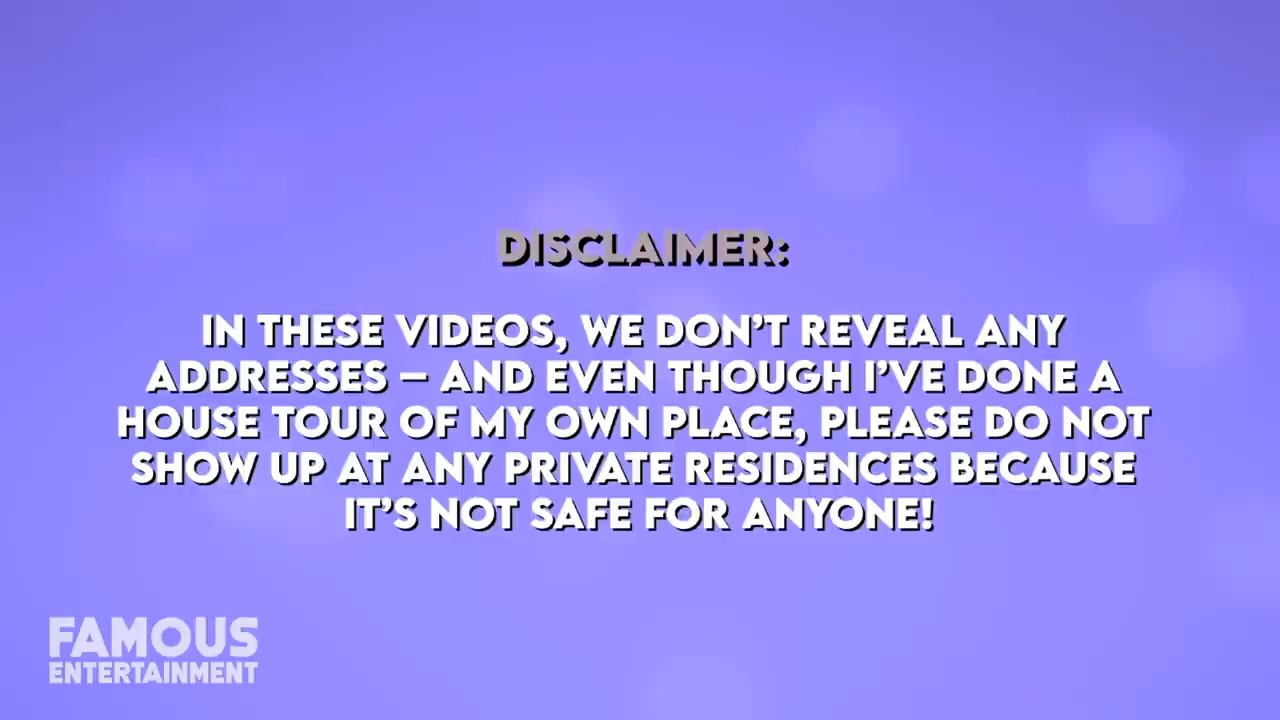 DISCLAIMER:
IN THESE VIDEOS, WE DON'T REVEAL ANY
ADDRESSES – AND EVEN THOUGH I'VE DONE A
HOUSE TOUR OF MY OWN PLACE, PLEASE DO NOT
SHOW UP AT ANY PRIVATE RESIDENCES BECAUSE
IT'S NOT SAFE FOR ANYONE!
FAMOUS
ENTERTAINMENT